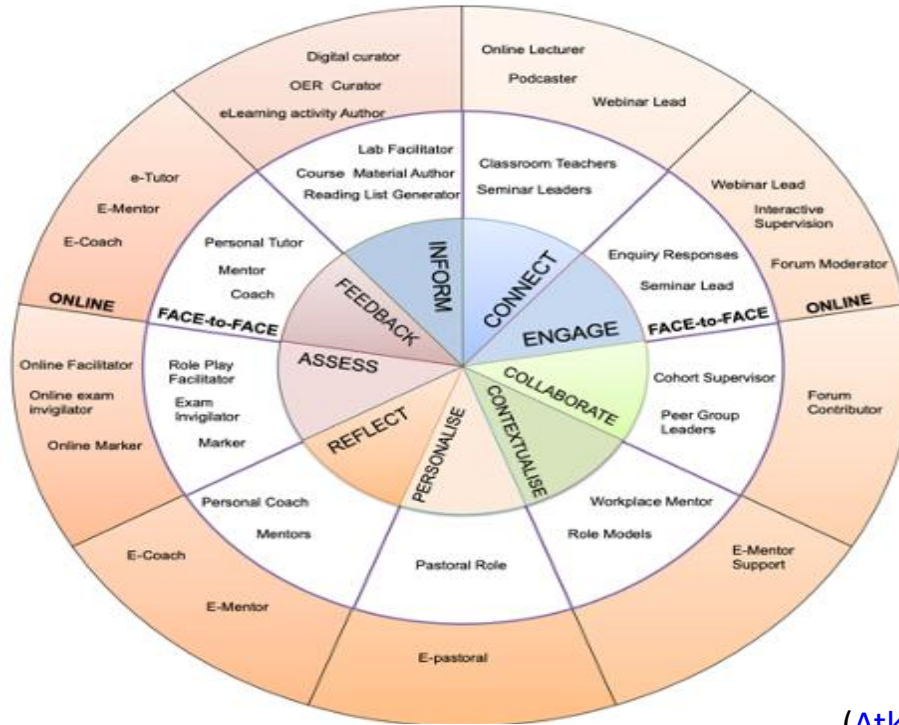 Digital curator
OER Curator
eLearning activity Author
Online Lecturer
Podcaster
Webinar Lead
Lab Facilitator
Course Material Author
Reading List Generator
Classroom Teachers
Seminar Leaders
e-Tutor
E-Mentor
E-Coach
ONLINE
Personal Tutor
Mentor
Coach
FACE-to-FACE
INFORM
CONNECT
FEEDBACK
ENGAGE
Enquiry Responses
Seminar Lead
FACE-to-FACE
Webinar Lead
Interactive
Supervision
Forum Moderator
ONLINE
Online Facilitator
Online exam
invigilator
Online Marker
Role Play
Facilitator
Exam
Invigilator
Marker
ASSESS
COLLABORATE
Cohort Supervisor
Peer Group
Leaders
Forum
Contributor
REFLECT
PERSONALISE
CONTEXTUALISE
Personal Coach
Mentors
Pastoral Role
Workplace Mentor
Role Models
E-Coach
E-Mentor
E-pastoral
E-Mentor
Support